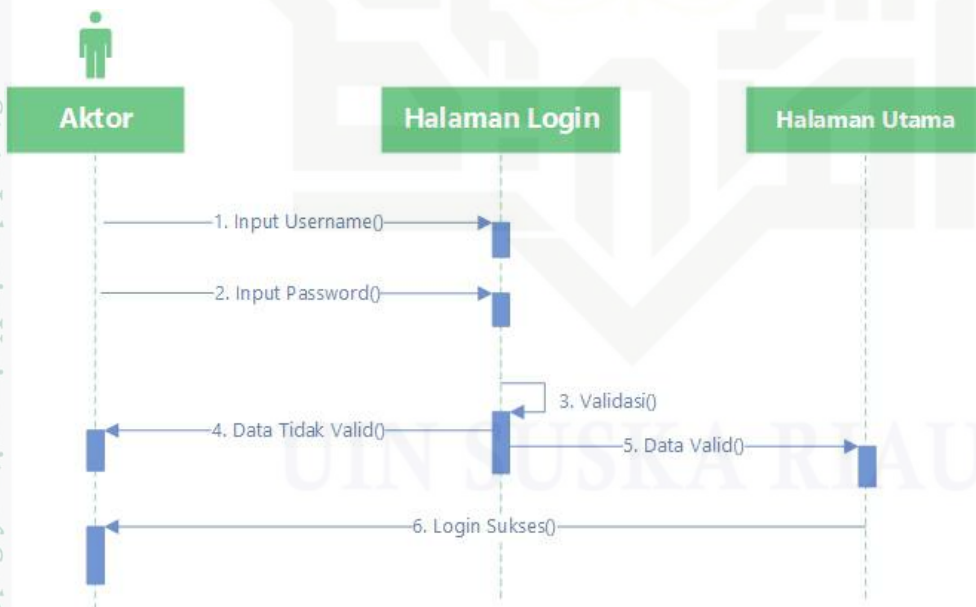 Aktor
Halaman Login
Halaman Utama
1. Input Username()
2. Input Password()
3. Validasi()
4. Data Tidak Valid()
5. Data Valid()
UIN SUSKA RIAU
6. Login Sukses()